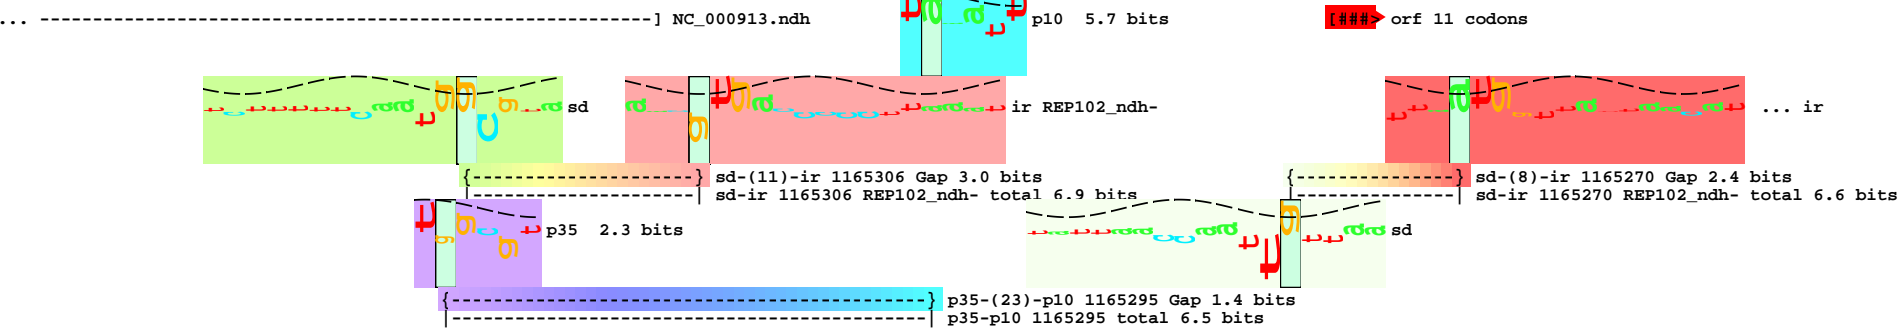 ... -------------------------------------------------] NC_000913.ndh
p10 5.7 bits
[###> orf 11 codons
sd
ir REP102_ndh-
... ir
{------------------} sd-(11)-ir 1165306 Gap 3.0 bits
{-------------} sd-(8)-ir 1165270 Gap 2.4 bits
|------------------| sd-ir 1165306 REP102_ndh- total 6.9 bits
|-------------| sd-ir 1165270 REP102_ndh- total 6.6 bits
p35 2.3 bits
sd
{--------------------------------------} p35-(23)-p10 1165295 Gap 1.4 bits
|--------------------------------------| p35-p10 1165295 total 6.5 bits